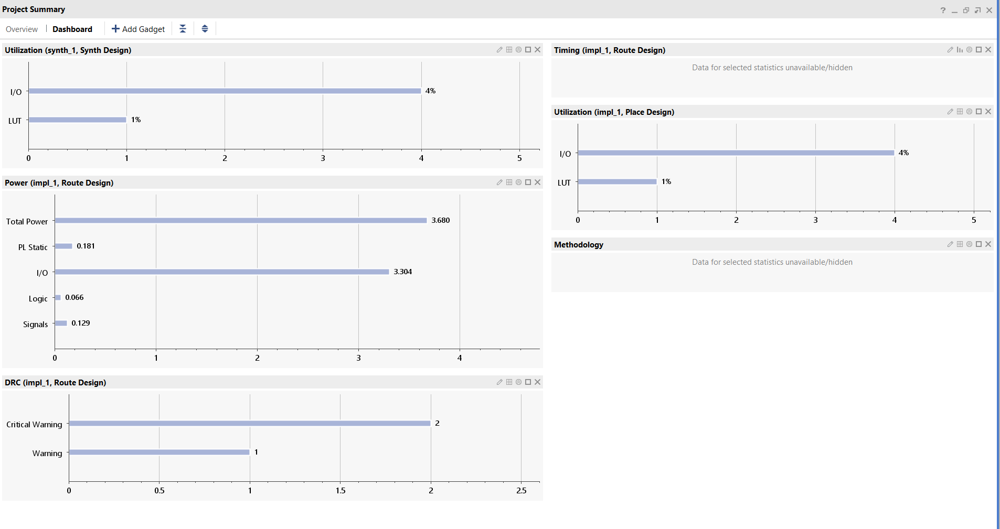 Project Summary
Overview | Dashboard Add Gadget
Utilization (synth_1, Synth Design)
I/O 4%
LUT 1%
0 1 2 3 4 5
Power (impl_1, Route Design)
Total Power 3.680
PL Static 0.181
I/O 3.304
Logic 0.066
Signals 0.129
0 1 2 3 4
DRC (impl_1, Route Design)
Critical Warning 2
Warning 1
0 0.5 1 1.5 2 2.5
Timing (impl_1, Route Design)
Data for selected statistics unavailable/hidden
Utilization (impl_1, Place Design)
I/O 4%
LUT 1%
0 1 2 3 4 5
Methodology
Data for selected statistics unavailable/hidden